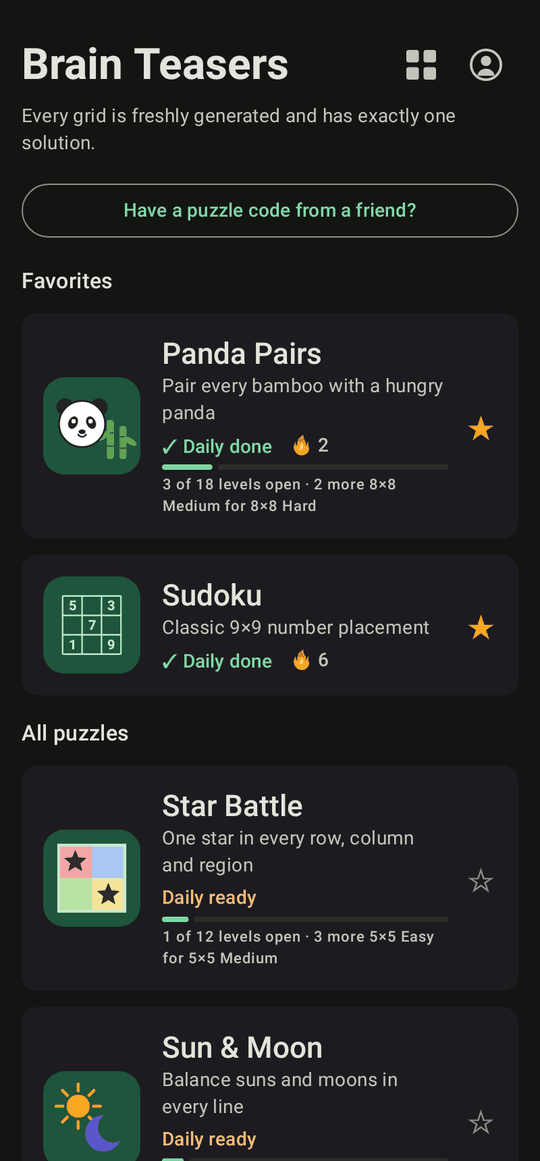 Brain Teasers
Every grid is freshly generated and has exactly one
solution.
Have a puzzle code from a friend?
Favorites
Panda Pairs
Pair every bamboo with a hungry
panda
✓ Daily done 🔥 2
3 of 18 levels open · 2 more 8×8
Medium for 8×8 Hard
5 3
7
1 9
Sudoku
Classic 9×9 number placement
✓ Daily done 🔥 6
All puzzles
Star Battle
One star in every row, column
and region
Daily ready
1 of 12 levels open · 3 more 5×5 Easy
for 5×5 Medium
Sun & Moon
Balance suns and moons in
every line
Daily ready